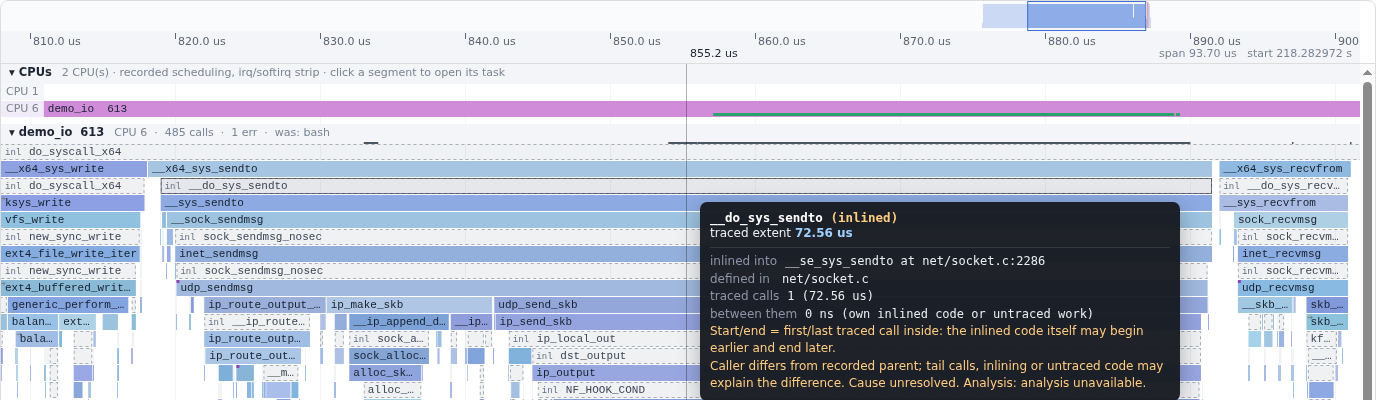 810.0 us 820.0 us 830.0 us 840.0 us 850.0 us 860.0 us 870.0 us 880.0 us 890.0 us 900
855.2 us span 93.70 us start 218.282972 s
▾ CPUs 2 CPU(s) · recorded scheduling, irq/softirq strip · click a segment to open its task
CPU 1
CPU 6 demo_io 613
▾ demo_io 613 CPU 6 · 485 calls · 1 err · was: bash
inl do_syscall_x64
__x64_sys_write __x64_sys_sendto __x64_sys_recvfrom
inl do_syscall_x64 inl __do_sys_sendto inl __do_sys_recv…
ksys_write __sys_sendto __sys_recvfrom
vfs_write __sock_sendmsg sock_recvmsg
inl new_sync_write inl sock_sendmsg_nosec inl sock_recvm…
ext4_file_write_iter inet_sendmsg inet_recvmsg
inl new_sync_write inl sock_sendmsg_nosec inl sock_recvm…
ext4_buffered_writ… udp_sendmsg udp_recvmsg
generic_perform_… ip_route_output_… ip_make_skb udp_send_skb __skb_… skb_…
balan… ext… inl __ip_route… __ip_append_d… __ip… ip_send_skb skb_…
bala… ip_route_outp… inl sock_a… inl ip_local_out kf…
ip_route_out… sock_alloc… inl dst_output __…
__m… alloc_sk… ip_output
alloc_… inl NF_HOOK_COND
__do_sys_sendto (inlined)
traced extent 72.56 us
inlined into __se_sys_sendto at net/socket.c:2286
defined in net/socket.c
traced calls 1 (72.56 us)
between them 0 ns (own inlined code or untraced work)
Start/end = first/last traced call inside: the inlined code itself may begin
earlier and end later.
Caller differs from recorded parent; tail calls, inlining or untraced code may
explain the difference. Cause unresolved. Analysis: analysis unavailable.